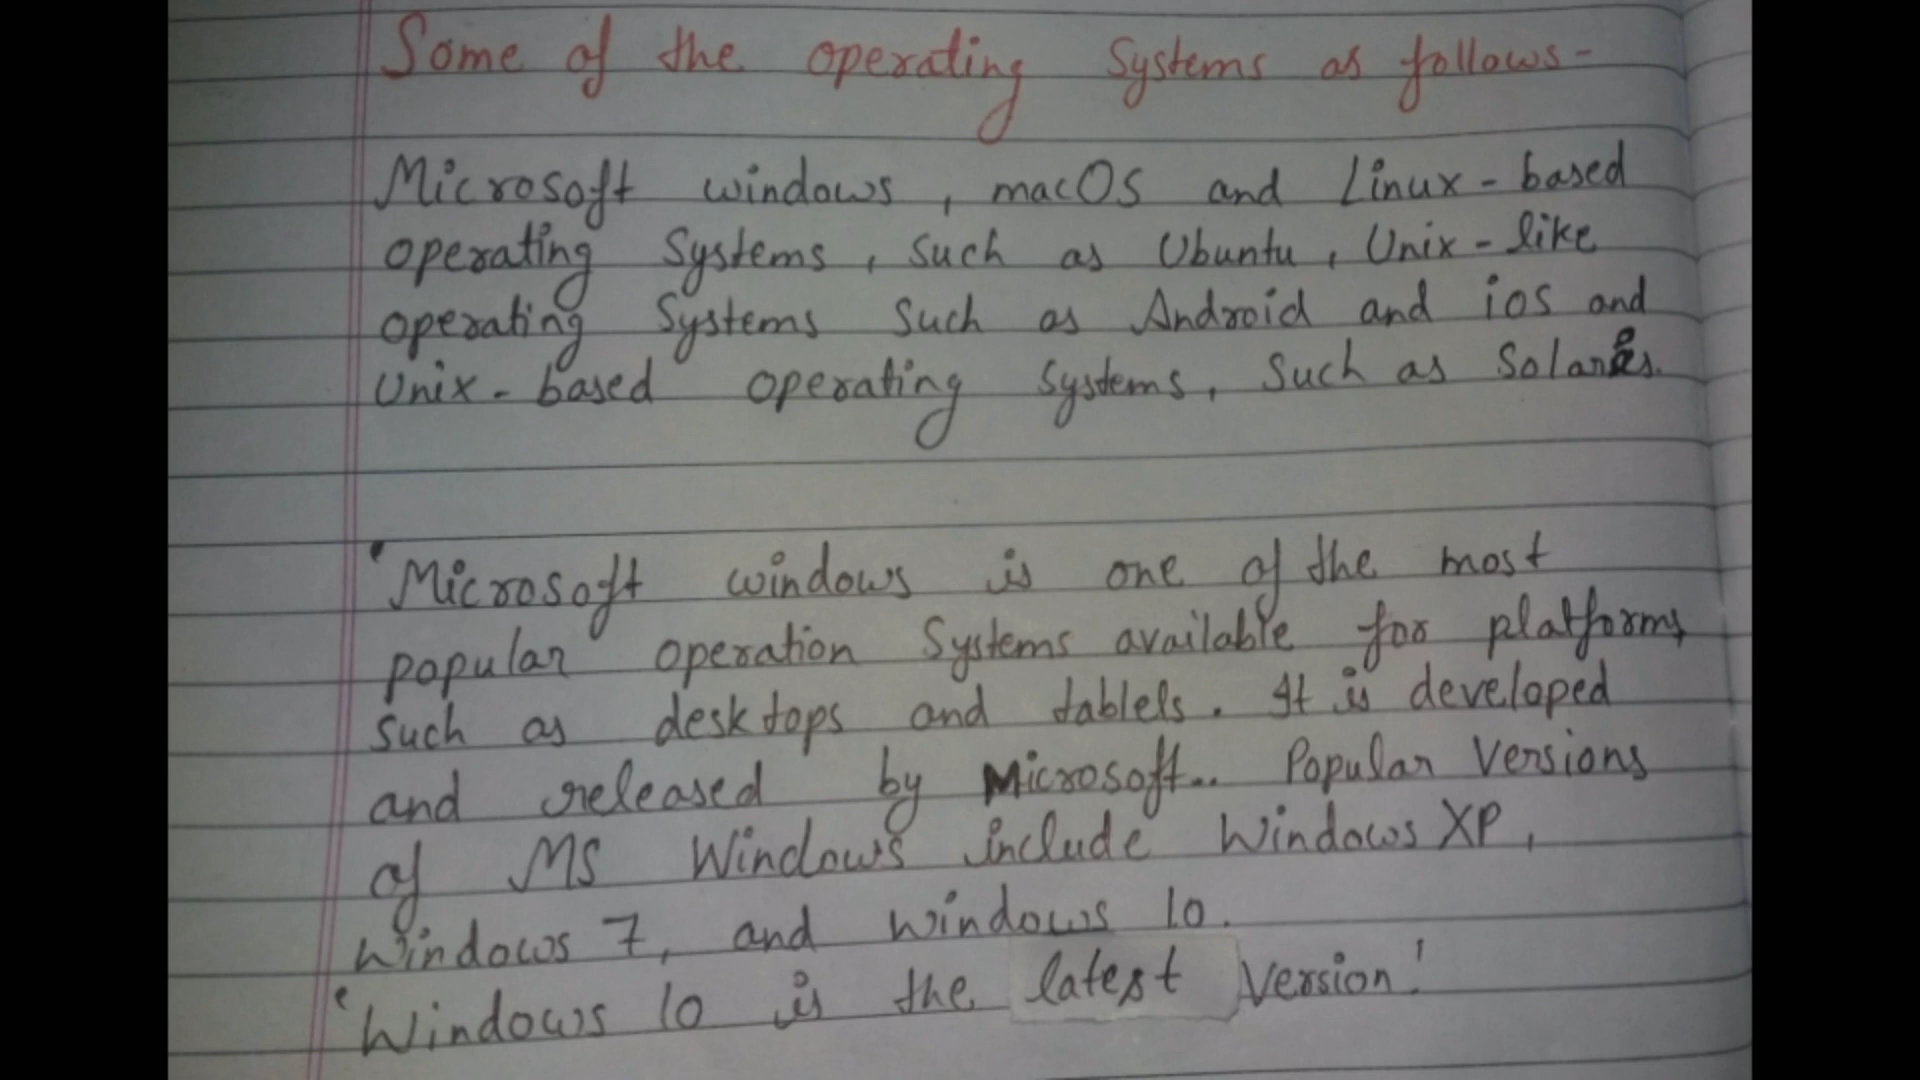 Some of the operating Systems as follows-
Microsoft windows, macOS and Linux-based
operating Systems, such as Ubuntu, Unix-like
operating Systems Such as Android and ios and
Unix-based operating Systems, Such as Solaris.
'Microsoft windows is one of the most
popular operation Systems available for platforms
such as desktops and tablels. It is developed
and released by Microsoft.. Popular Versions
of MS Windows include Windows XP,
Windows 7, and windows 10.
'Windows 10 is the latest Version!